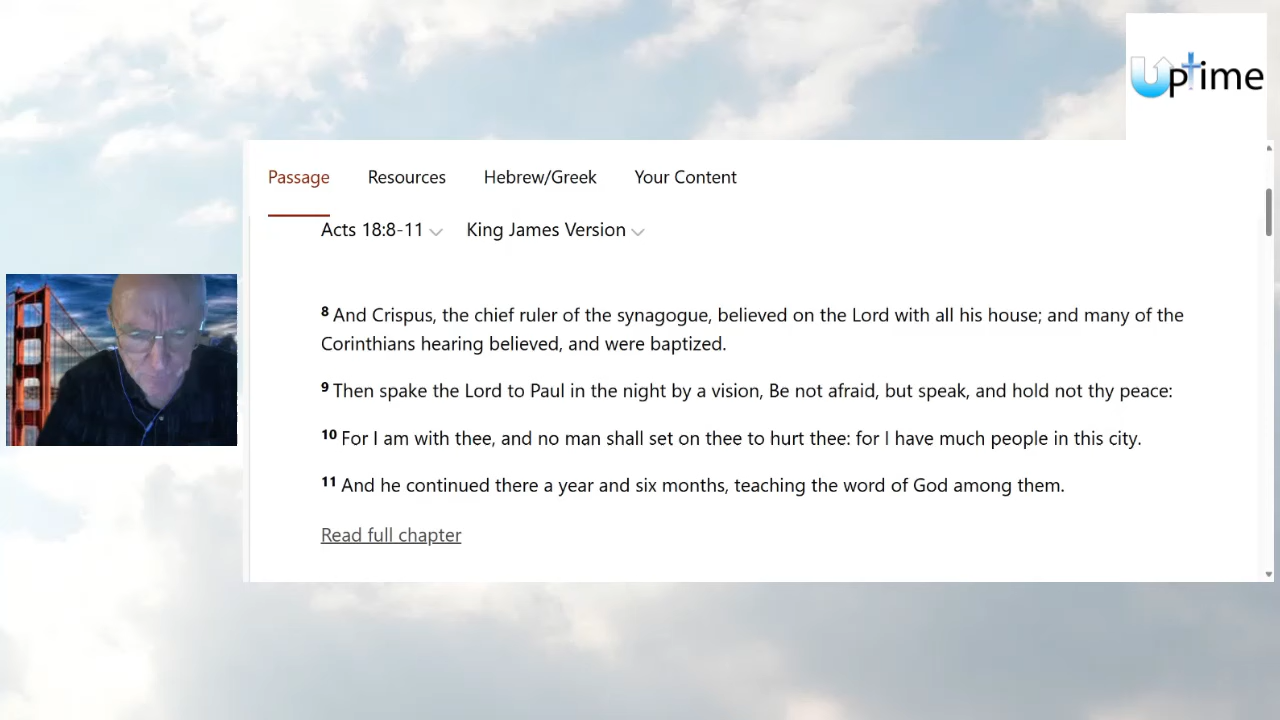 Uptime
Passage Resources Hebrew/Greek Your Content
Acts 18:8-11 King James Version
8 And Crispus, the chief ruler of the synagogue, believed on the Lord with all his house; and many of the
Corinthians hearing believed, and were baptized.
9 Then spake the Lord to Paul in the night by a vision, Be not afraid, but speak, and hold not thy peace:
10 For I am with thee, and no man shall set on thee to hurt thee: for I have much people in this city.
11 And he continued there a year and six months, teaching the word of God among them.
Read full chapter